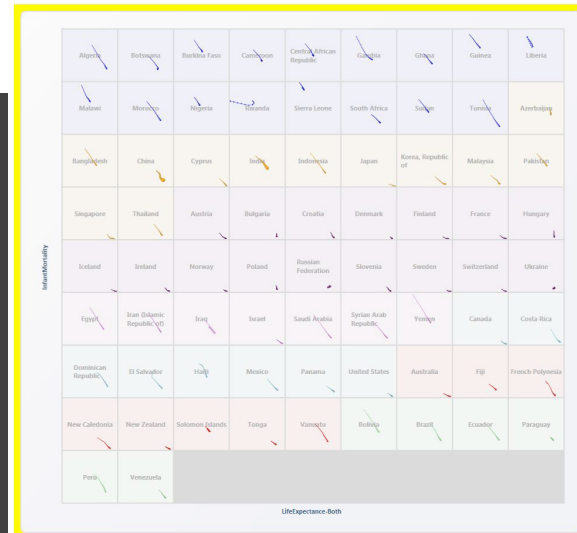 Algeria
Botswana
Burkina Faso
Cameroon
Central African
Republic
Gambia
Ghana
Guinea
Liberia
Malawi
Morocco
Nigeria
Rwanda
Sierra Leone
South Africa
Sudan
Tunisia
Azerbaijan
Bangladesh
China
Cyprus
India
Indonesia
Japan
Korea, Republic
of
Malaysia
Pakistan
Singapore
Thailand
Austria
Bulgaria
Croatia
Denmark
Finland
France
Hungary
InfantMortality
Iceland
Ireland
Norway
Poland
Russian
Federation
Slovenia
Sweden
Switzerland
Ukraine
Egypt
Iran (Islamic
Republic of)
Iraq
Israel
Saudi Arabia
Syrian Arab
Republic
Yemen
Canada
Costa Rica
Dominican
Republic
El Salvador
Haiti
Mexico
Panama
United States
Australia
Fiji
French Polynesia
New Caledonia
New Zealand
Solomon Islands
Tonga
Vanuatu
Bolivia
Brazil
Ecuador
Paraguay
Peru
Venezuela
LifeExpectance-Both